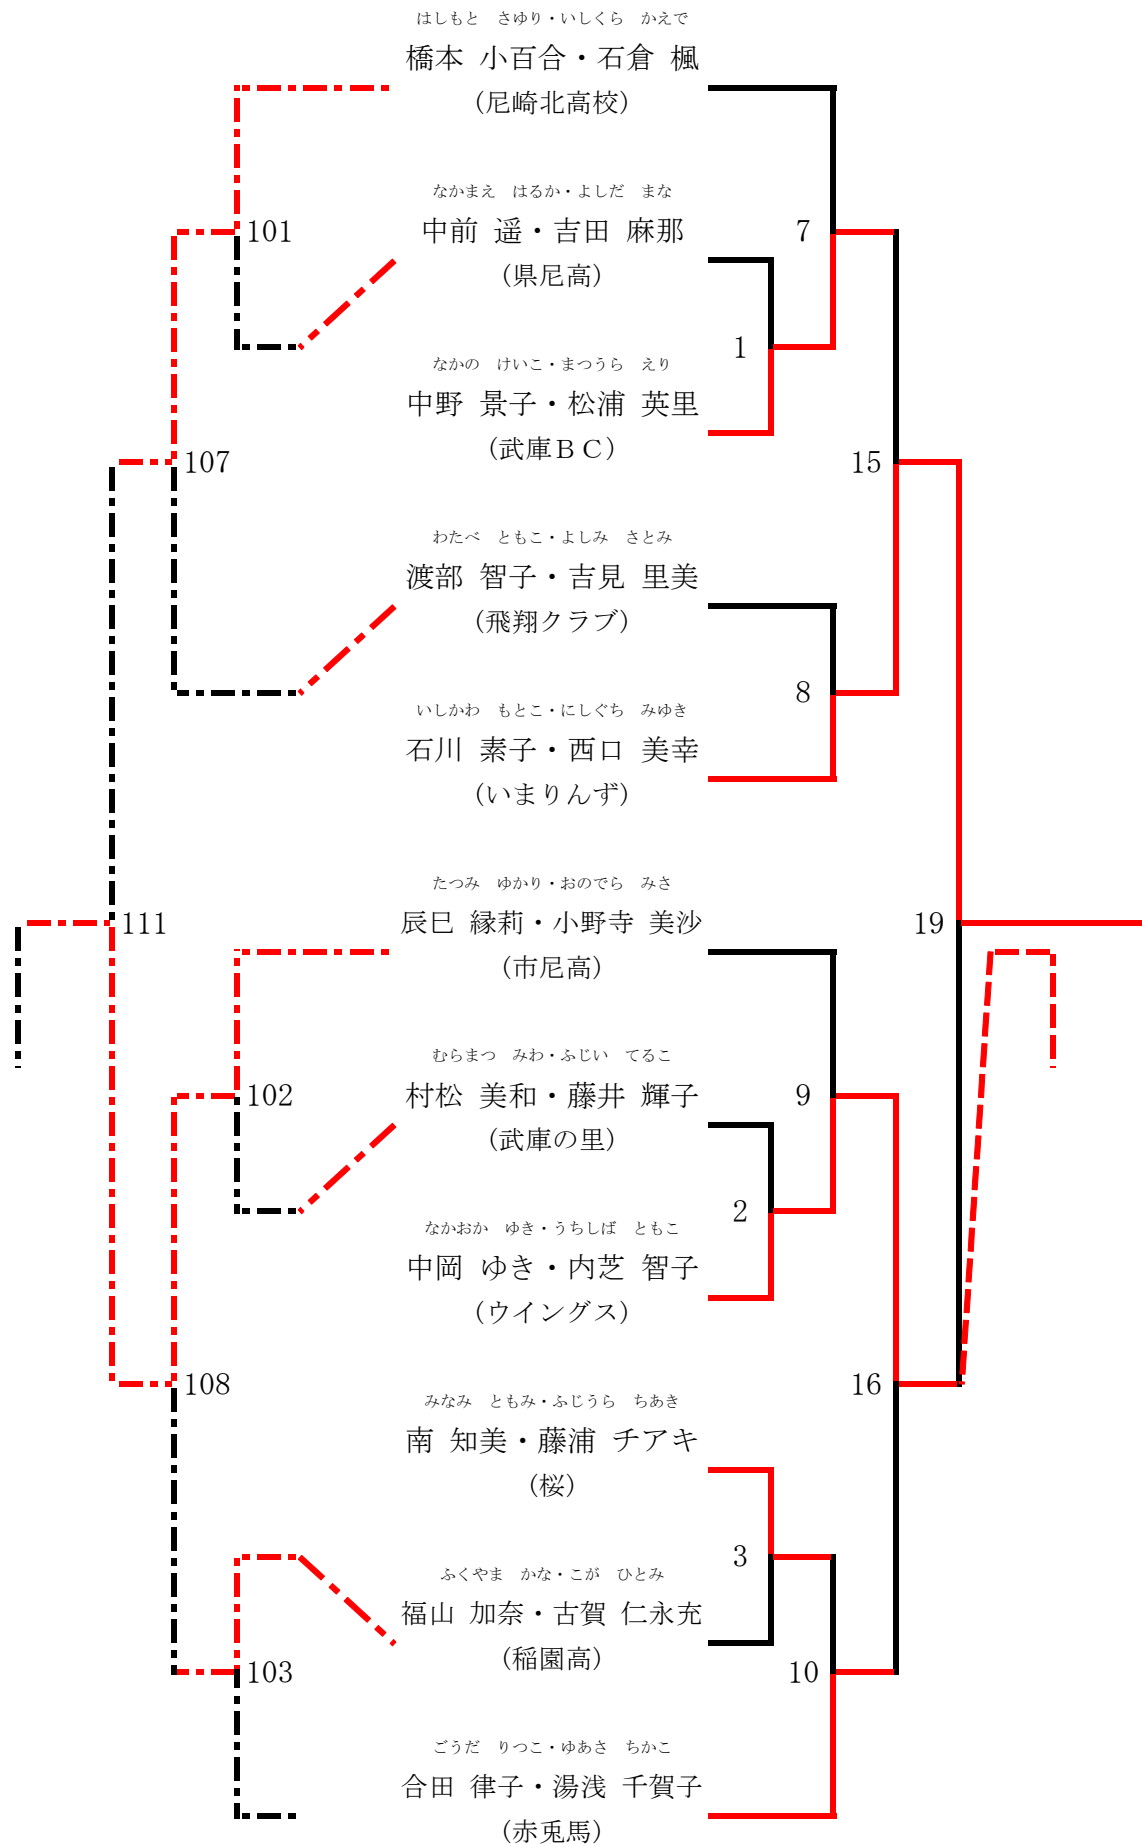 はしもと さゆり・いしくら かえで
橋本 小百合・石倉 楓
(尼崎北高校)
なかまえ はるか・よしだ まな
101
中前 遥・吉田 麻那
7
(県尼高)
1
なかの けいこ・まつうら えり
中野 景子・松浦 英里
(武庫BC)
107
15
わたべ ともこ・よしみ さとみ
渡部 智子・吉見 里美
(飛翔クラブ)
8
いしかわ もとこ・にしぐち みゆき
石川 素子・西口 美幸
(いまりんず)
たつみ ゆかり・おのでら みさ
111
辰巳 縁莉・小野寺 美沙
19
(市尼高)
むらまつ みわ・ふじい てるこ
102
村松 美和・藤井 輝子
9
(武庫の里)
2
なかおか ゆき・うちしば ともこ
中岡 ゆき・内芝 智子
(ウイングス)
108
16
みなみ ともみ・ふじうら ちあき
南 知美・藤浦 チアキ
(桜)
3
ふくやま かな・こが ひとみ
福山 加奈・古賀 仁永充
(稲園高)
103
10
ごうだ りつこ・ゆあさ ちかこ
合田 律子・湯浅 千賀子
(赤兎馬)